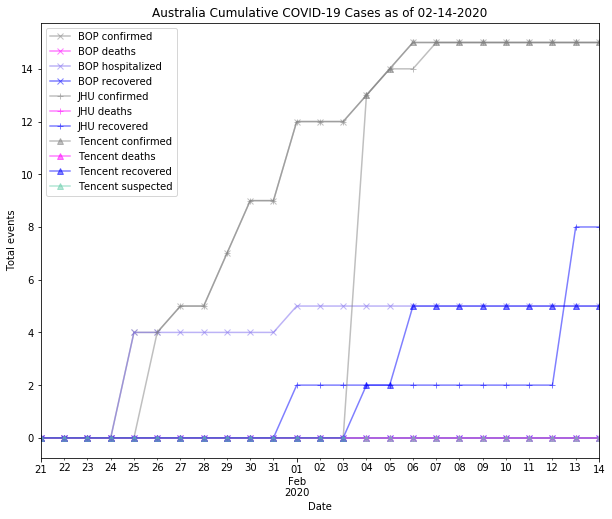 Australia Cumulative COVID-19 Cases as of 02-14-2020
BOP confirmed
BOP deaths
BOP hospitalized
BOP recovered
JHU confirmed
JHU deaths
JHU recovered
Tencent confirmed
Tencent deaths
Tencent recovered
Tencent suspected
Total events
14
12
10
8
6
4
2
0
21 22 23 24 25 26 27 28 29 30 31 01 02 03 04 05 06 07 08 09 10 11 12 13 14
Feb
2020
Date